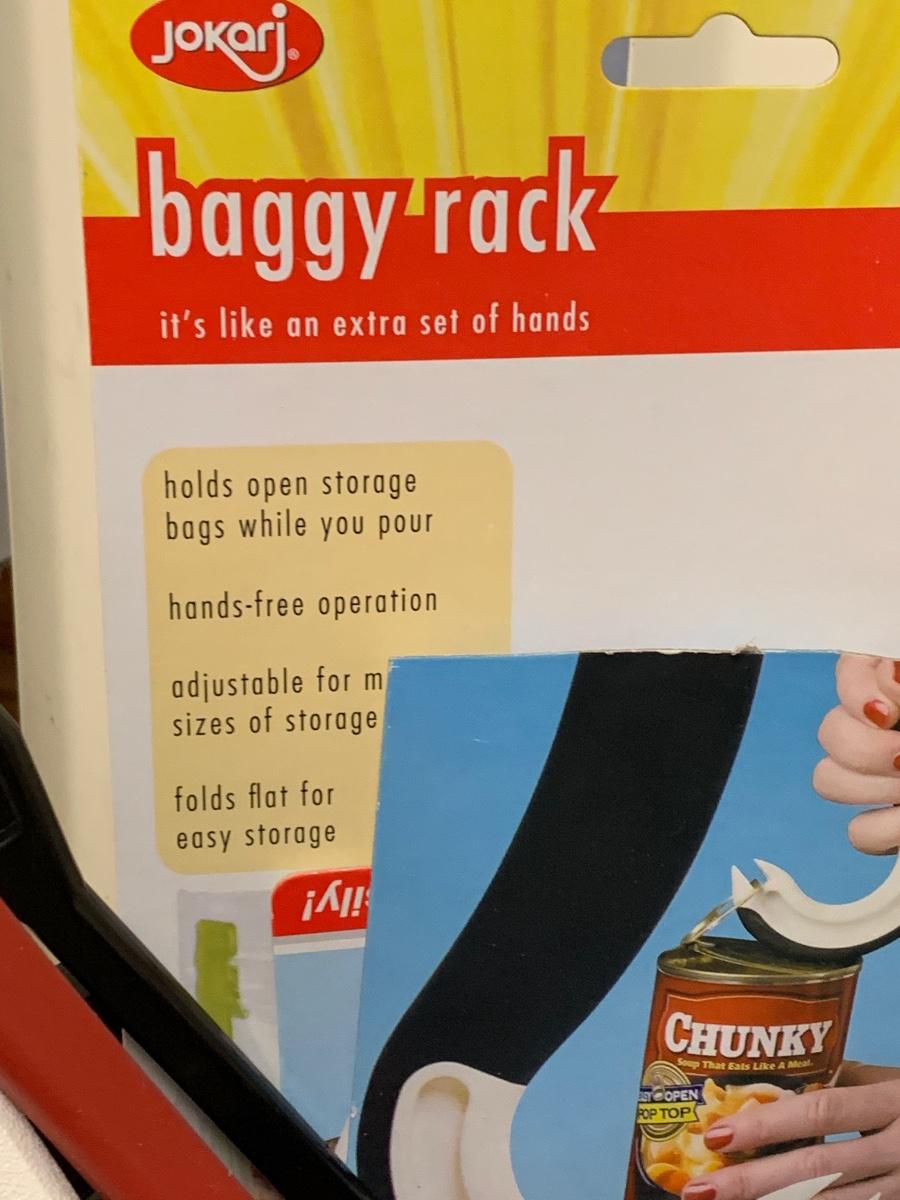 Jokarj®
baggy rack
it's like an extra set of hands
holds open storage
bags while you pour
hands-free operation
adjustable for m
sizes of storage
folds flat for
easy storage
ily!
CHUNKY
Soup That Eats Like A Meal.
OPEN
POP TOP